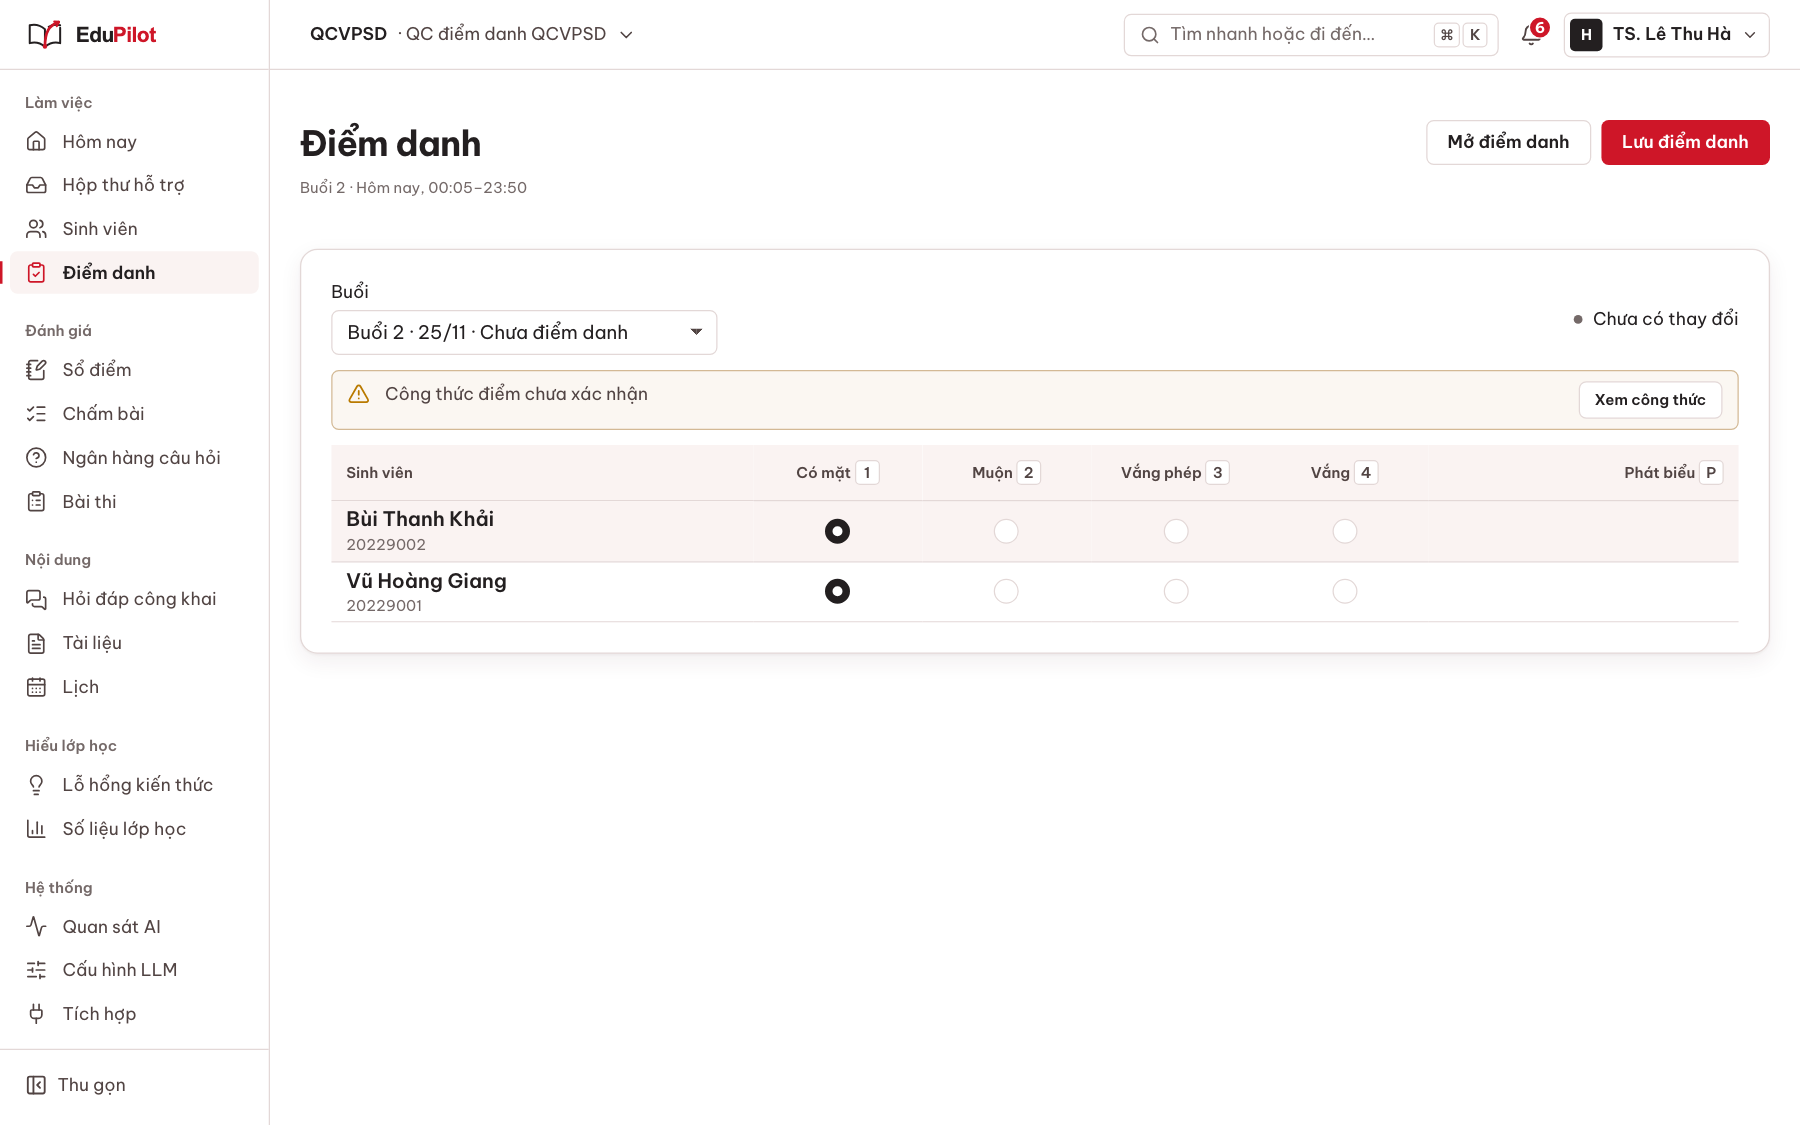 EduPilot
QCVPSD · QC điểm danh QCVPSD
Tìm nhanh hoặc đi đến... ⌘ K
6
H TS. Lê Thu Hà
Làm việc
Hôm nay
Hộp thư hỗ trợ
Sinh viên
Điểm danh
Đánh giá
Sổ điểm
Chấm bài
Ngân hàng câu hỏi
Bài thi
Nội dung
Hỏi đáp công khai
Tài liệu
Lịch
Hiểu lớp học
Lỗ hổng kiến thức
Số liệu lớp học
Hệ thống
Quan sát AI
Cấu hình LLM
Tích hợp
Thu gọn
Điểm danh
Buổi 2 · Hôm nay, 00:05–23:50
Mở điểm danh
Lưu điểm danh
Buổi
Buổi 2 · 25/11 · Chưa điểm danh
Chưa có thay đổi
Công thức điểm chưa xác nhận
Xem công thức
Sinh viên Có mặt 1 Muộn 2 Vắng phép 3 Vắng 4 Phát biểu P
Bùi Thanh Khải
20229002
Vũ Hoàng Giang
20229001